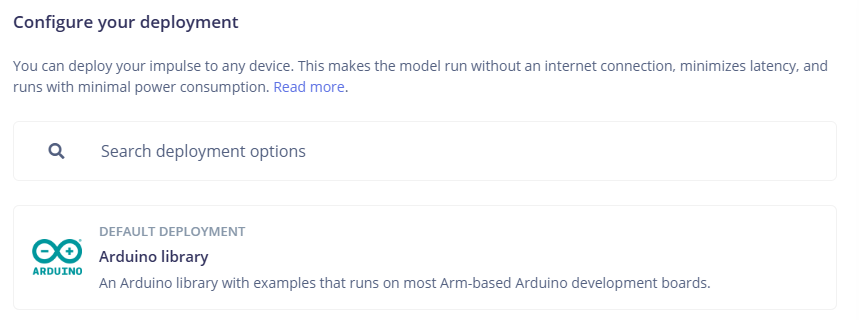 Configure your deployment
You can deploy your impulse to any device. This makes the model run without an internet connection, minimizes latency, and
runs with minimal power consumption. Read more.
Search deployment options
DEFAULT DEPLOYMENT
Arduino library
An Arduino library with examples that runs on most Arm-based Arduino development boards.
ARDUINO